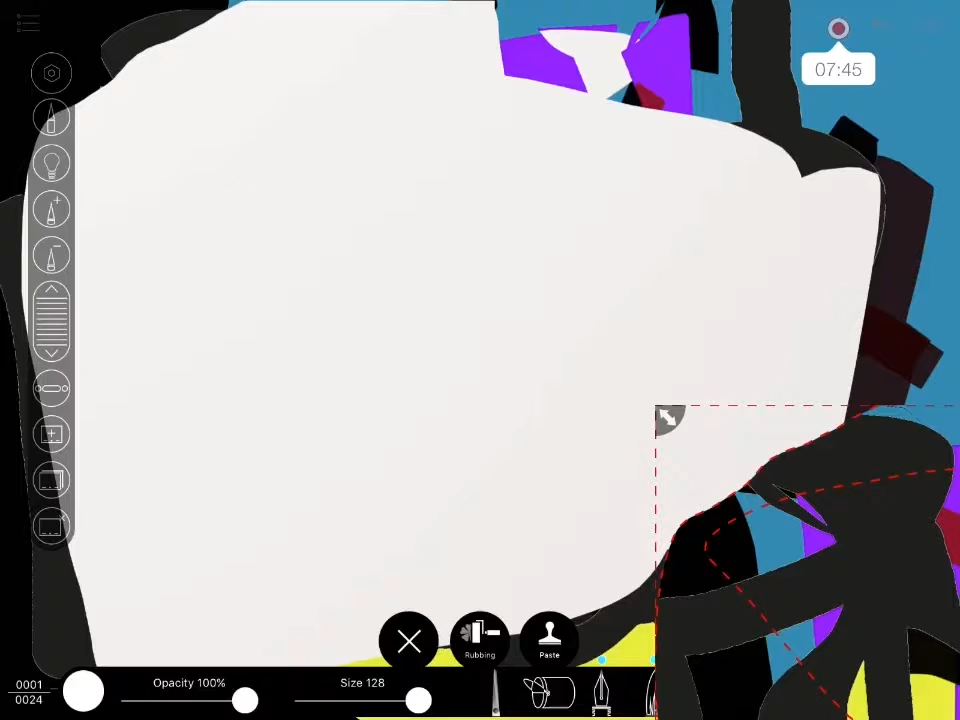 07:45
Rubbing
Paste
0001
0024
Opacity 100%
Size 128